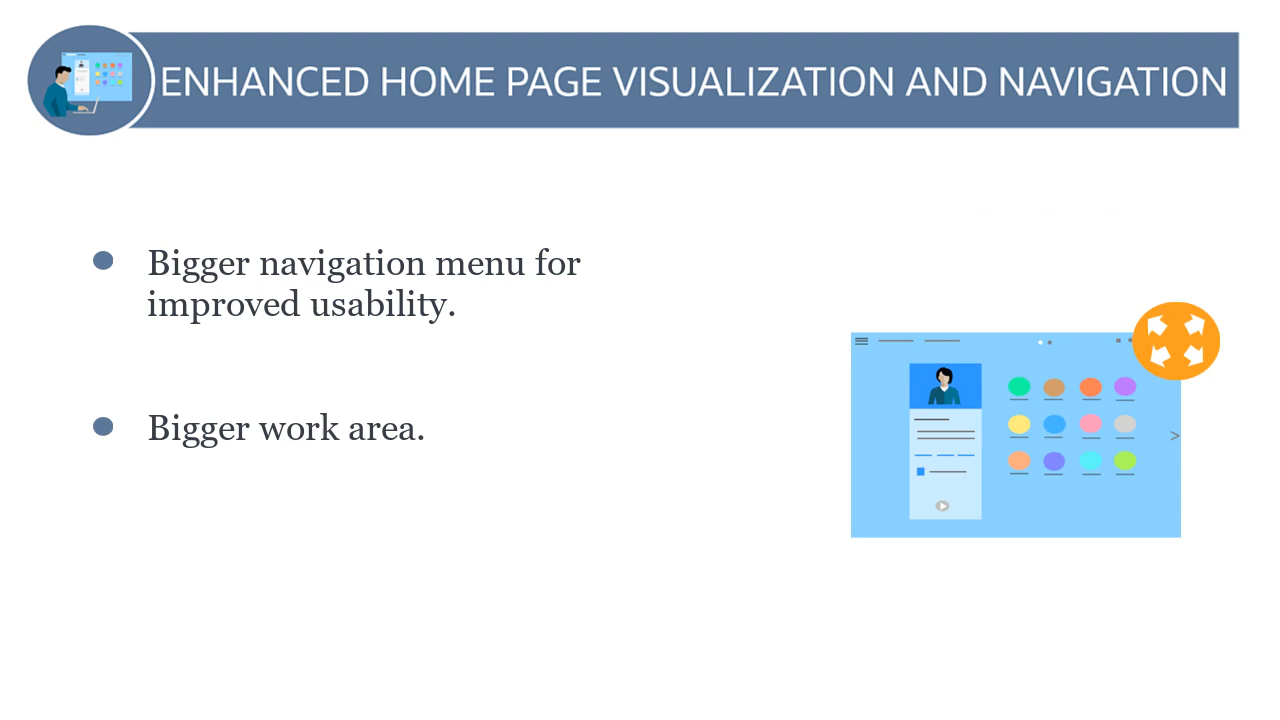 ENHANCED HOME PAGE VISUALIZATION AND NAVIGATION
Bigger navigation menu for
improved usability.
Bigger work area.